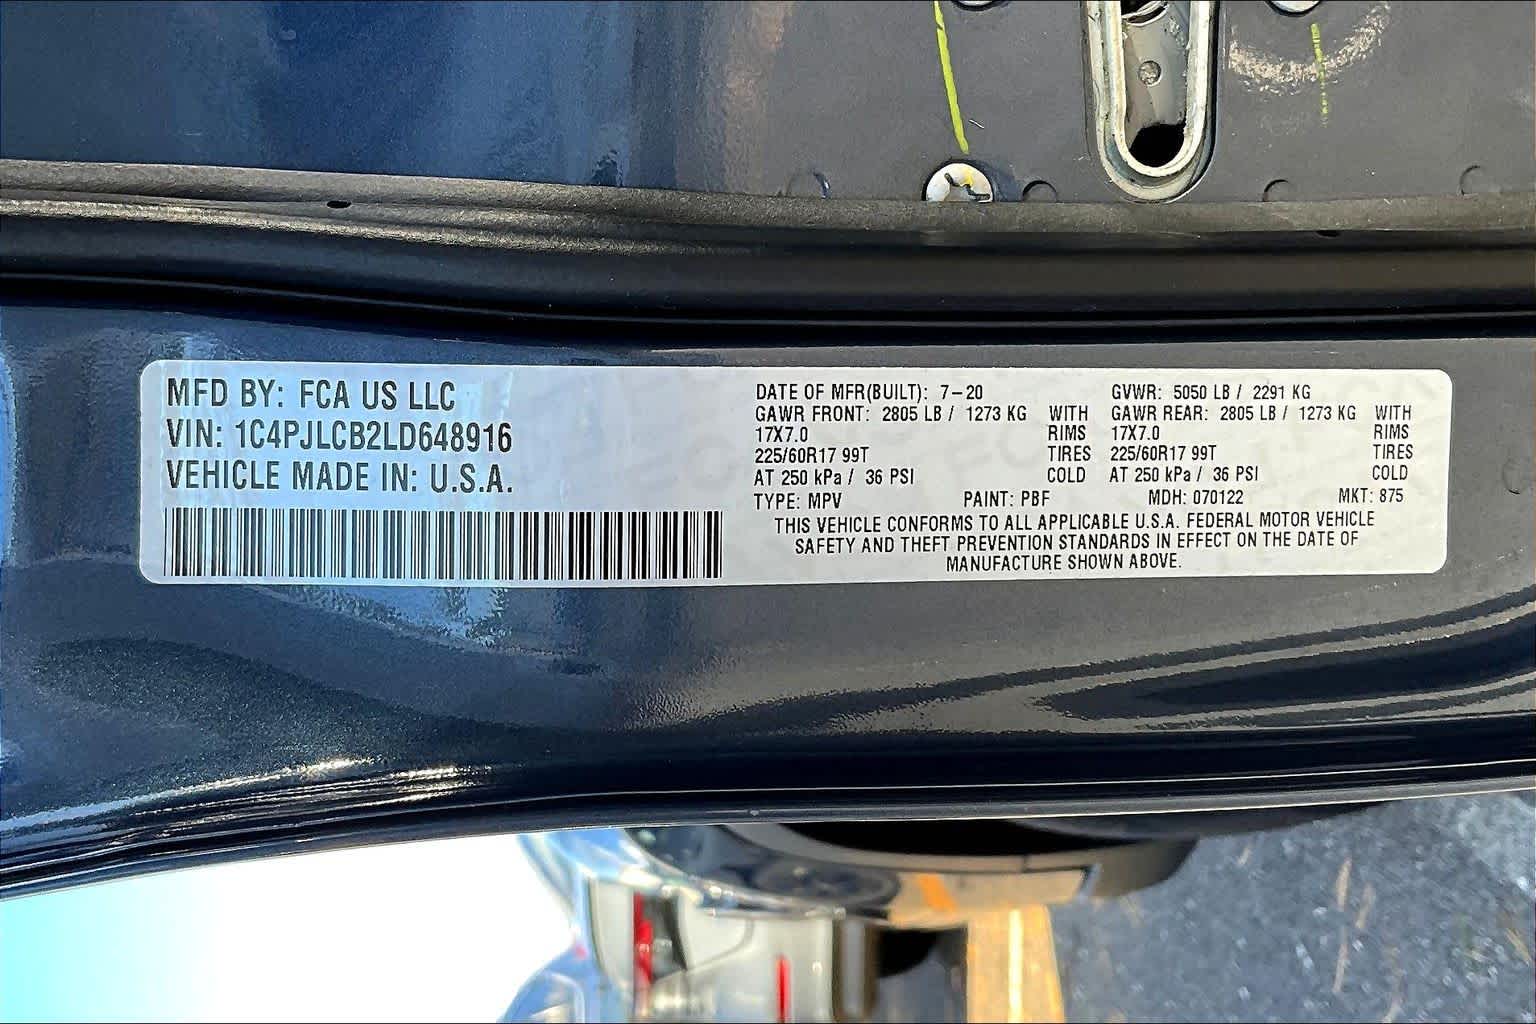 MFD BY: FCA US LLC
VIN: 1C4PJLCB2LD648916
VEHICLE MADE IN: U.S.A.
DATE OF MFR(BUILT): 7-20 GVWR: 5050 LB / 2291 KG
GAWR FRONT: 2805 LB / 1273 KG WITH GAWR REAR: 2805 LB / 1273 KG WITH
17X7.0 RIMS 17X7.0 RIMS
225/60R17 99T TIRES 225/60R17 99T TIRES
AT 250 kPa / 36 PSI COLD AT 250 kPa / 36 PSI COLD
TYPE: MPV PAINT: PBF MDH: 070122 MKT: 875
THIS VEHICLE CONFORMS TO ALL APPLICABLE U.S.A. FEDERAL MOTOR VEHICLE
SAFETY AND THEFT PREVENTION STANDARDS IN EFFECT ON THE DATE OF
MANUFACTURE SHOWN ABOVE.